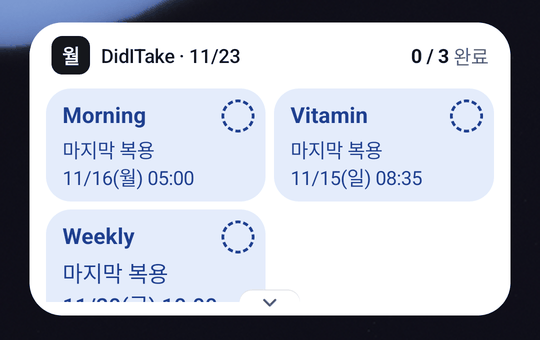 월 DidITake · 11/23 0 / 3 완료
Morning
마지막 복용
11/16(월) 05:00
Vitamin
마지막 복용
11/15(일) 08:35
Weekly
마지막 복용